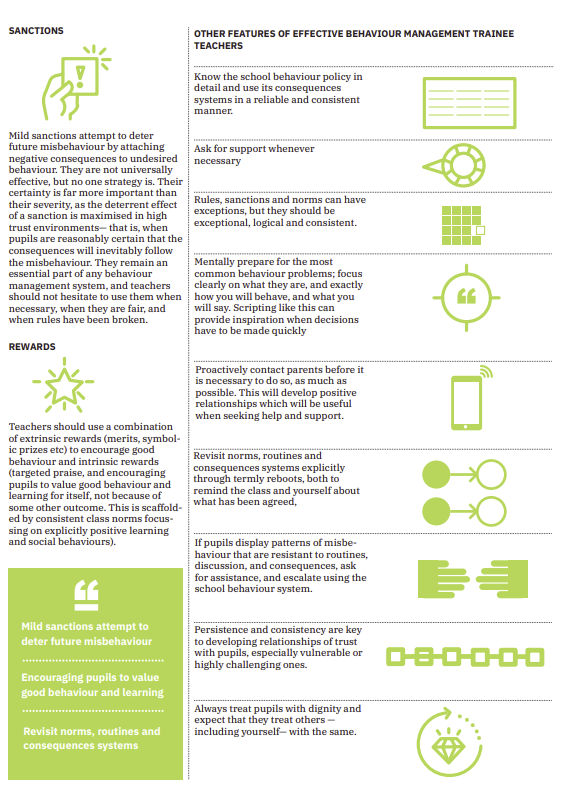 SANCTIONS
Mild sanctions attempt to deter
future misbehaviour by attaching
negative consequences to undesired
behaviour. They are not universally
effective, but no one strategy is. Their
certainty is far more important than
their severity, as the deterrent effect
of a sanction is maximised in high
trust environments— that is, when
pupils are reasonably certain that the
consequences will inevitably follow
the misbehaviour. They remain an
essential part of any behaviour
management system, and teachers
should not hesitate to use them when
necessary, when they are fair, and
when rules have been broken.
REWARDS
Teachers should use a combination
of extrinsic rewards (merits, symbol-
ic prizes etc) to encourage good
behaviour and intrinsic rewards
(targeted praise, and encouraging
pupils to value good behaviour and
learning for itself, not because of
some other outcome. This is scaffold-
ed by consistent class norms focus-
sing on explicitly positive learning
and social behaviours).
Mild sanctions attempt to
deter future misbehaviour
Encouraging pupils to value
good behaviour and learning
Revisit norms, routines and
consequences systems
OTHER FEATURES OF EFFECTIVE BEHAVIOUR MANAGEMENT TRAINEE
TEACHERS
Know the school behaviour policy in
detail and use its consequences
systems in a reliable and consistent
manner.
Ask for support whenever
necessary
Rules, sanctions and norms can have
exceptions, but they should be
exceptional, logical and consistent.
Mentally prepare for the most
common behaviour problems; focus
clearly on what they are, and exactly
how you will behave, and what you
will say. Scripting like this can
provide inspiration when decisions
have to be made quickly
Proactively contact parents before it
is necessary to do so, as much as
possible. This will develop positive
relationships which will be useful
when seeking help and support.
Revisit norms, routines and
consequences systems explicitly
through termly reboots, both to
remind the class and yourself about
what has been agreed,
If pupils display patterns of misbe-
haviour that are resistant to routines,
discussion, and consequences, ask
for assistance, and escalate using the
school behaviour system.
Persistence and consistency are key
to developing relationships of trust
with pupils, especially vulnerable or
highly challenging ones.
Always treat pupils with dignity and
expect that they treat others —
including yourself— with the same.